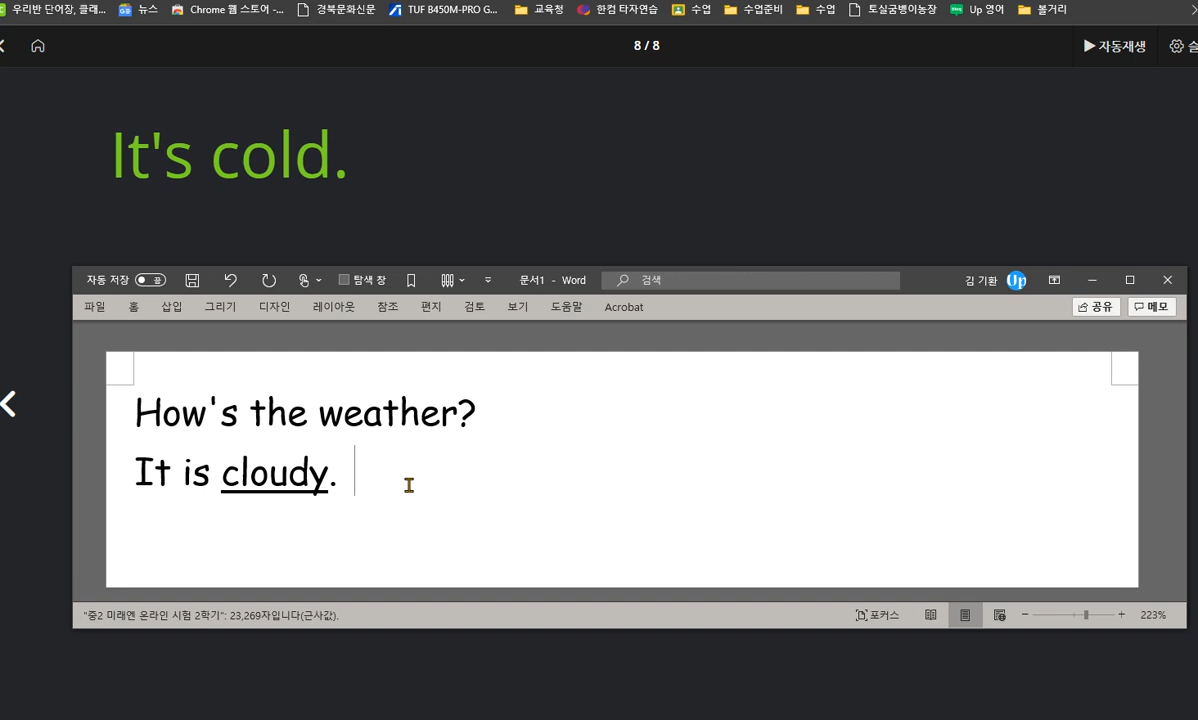 우리반 단어장, 클래... 뉴스 Chrome 웹 스토어 -... 경북문화신문 TUF B450M-PRO G... 교육청 한컴 타자연습 수업 수업준비 수업 토실굼벵이농장 Up 영어 볼거리
8 / 8 ▶자동재생 슬
It's cold.
자동 저장 끔 탐색 창 문서1 - Word 검색 김 기환 Up
파일 홈 삽입 그리기 디자인 레이아웃 참조 편지 검토 보기 도움말 Acrobat 공유 메모
How's the weather?
It is cloudy.
"중2 미래엔 온라인 시험 2학기": 23,269자입니다(근사값). 포커스 223%